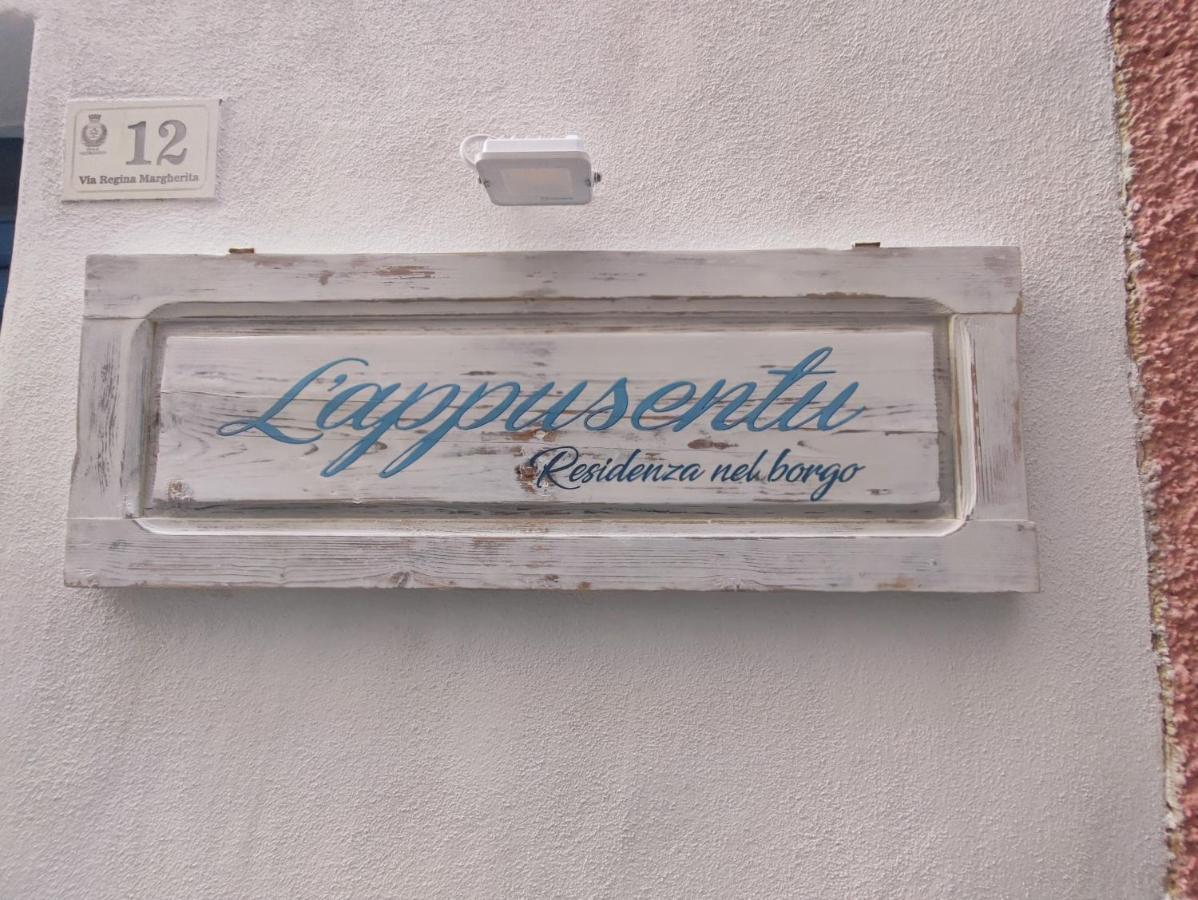 12
Via Regina Margherita
L'appusentu
Residenza nel borgo